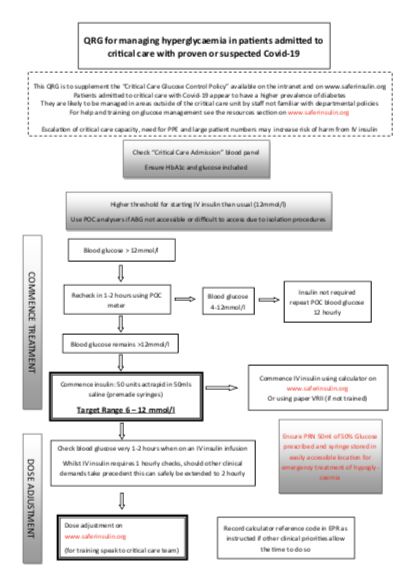 QRG for managing hyperglycaemia in patients admitted to
critical care with proven or suspected Covid-19
This QRG is to supplement the "Critical Care Glucose Control Policy" available on the intranet and on www.saferinsulin.org
Patients admitted to critical care with Covid-19 appear to have a higher prevalence of diabetes
They are likely to be managed in areas outside of the critical care unit by staff not familiar with departmental policies
For help and training on glucose management see the resources section on www.saferinsulin.org
Escalation of critical care capacity, need for PPE and large patient numbers may increase risk of harm from IV insulin
Check "Critical Care Admission" blood panel
Ensure HbA1c and glucose included
Higher threshold for starting IV insulin than usual (12mmol/l)
Use POC analysers if ABG not accessible or difficult to access due to isolation procedures
COMMENCE TREATMENT
Blood glucose > 12mmol/l
Recheck in 1-2 hours using POC
meter
Blood glucose
4-12mmol/l
Insulin not required
repeat POC blood glucose
12 hourly
Blood glucose remains >12mmol/l
Commence insulin: 50 units actrapid in 50mls
saline (premade syringes)
Target Range 6 – 12 mmol/l
Commence IV insulin using calculator on
www.saferinsulin.org
Or using paper VRII (if not trained)
DOSE ADJUSTMENT
Check blood glucose very 1-2 hours when on an IV insulin infusion
Whilst IV insulin requires 1 hourly checks, should other clinical
demands take precedent this can safely be extended to 2 hourly
Ensure PRN 50ml of 50% Glucose
prescribed and syringe stored in
easily accessible location for
emergency treatment of hypogly-
caemia
Dose adjustment on
www.saferinsulin.org
(for training speak to critical care team)
Record calculator reference code in EPR as
instructed if other clinical priorities allow
the time to do so